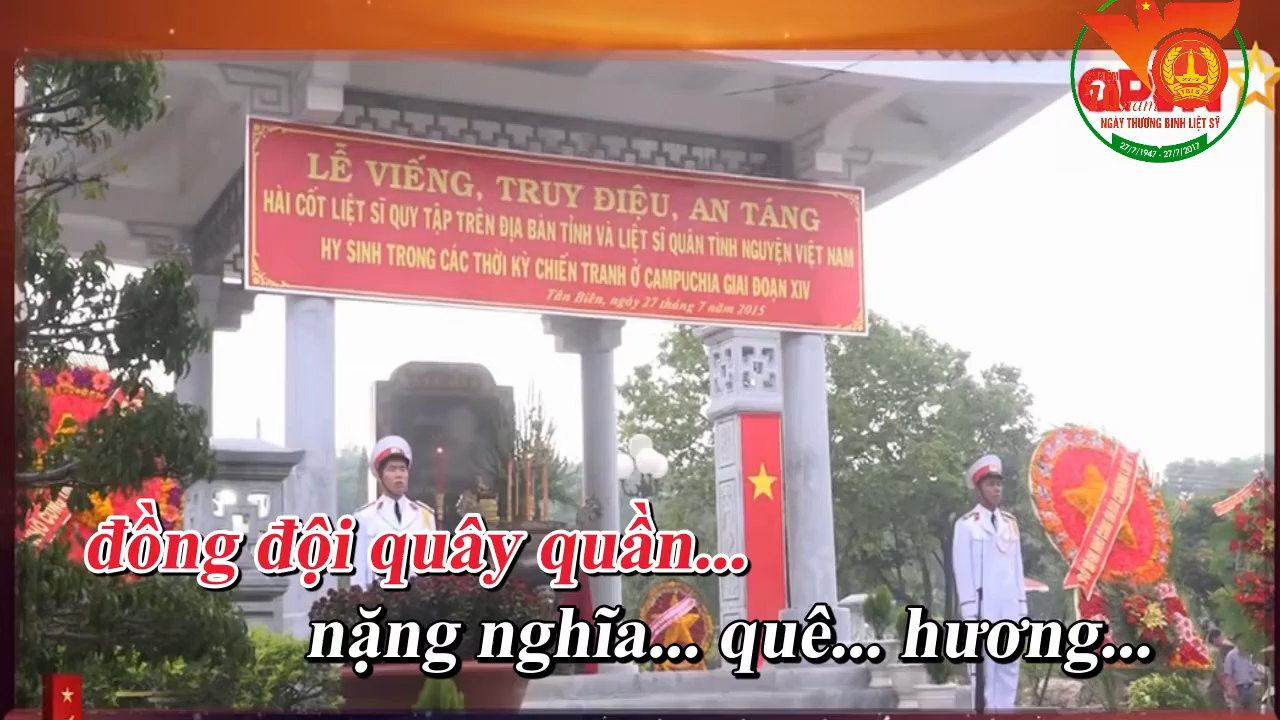 NGÀY THƯƠNG BINH LIỆT SỸ
27/7/1947 - 27/7/2017
LỄ VIẾNG, TRUY ĐIỆU, AN TÁNG
HÀI CỐT LIỆT SĨ QUY TẬP TRÊN ĐỊA BÀN TỈNH VÀ LIỆT SĨ QUÂN TÌNH NGUYỆN VIỆT NAM
HY SINH TRONG CÁC THỜI KỲ CHIẾN TRANH Ở CAMPUCHIA GIAI ĐOẠN XIV
Tân Biên, ngày 27 tháng 7 năm 2015
đồng đội quây quần...
nặng nghĩa... quê... hương...